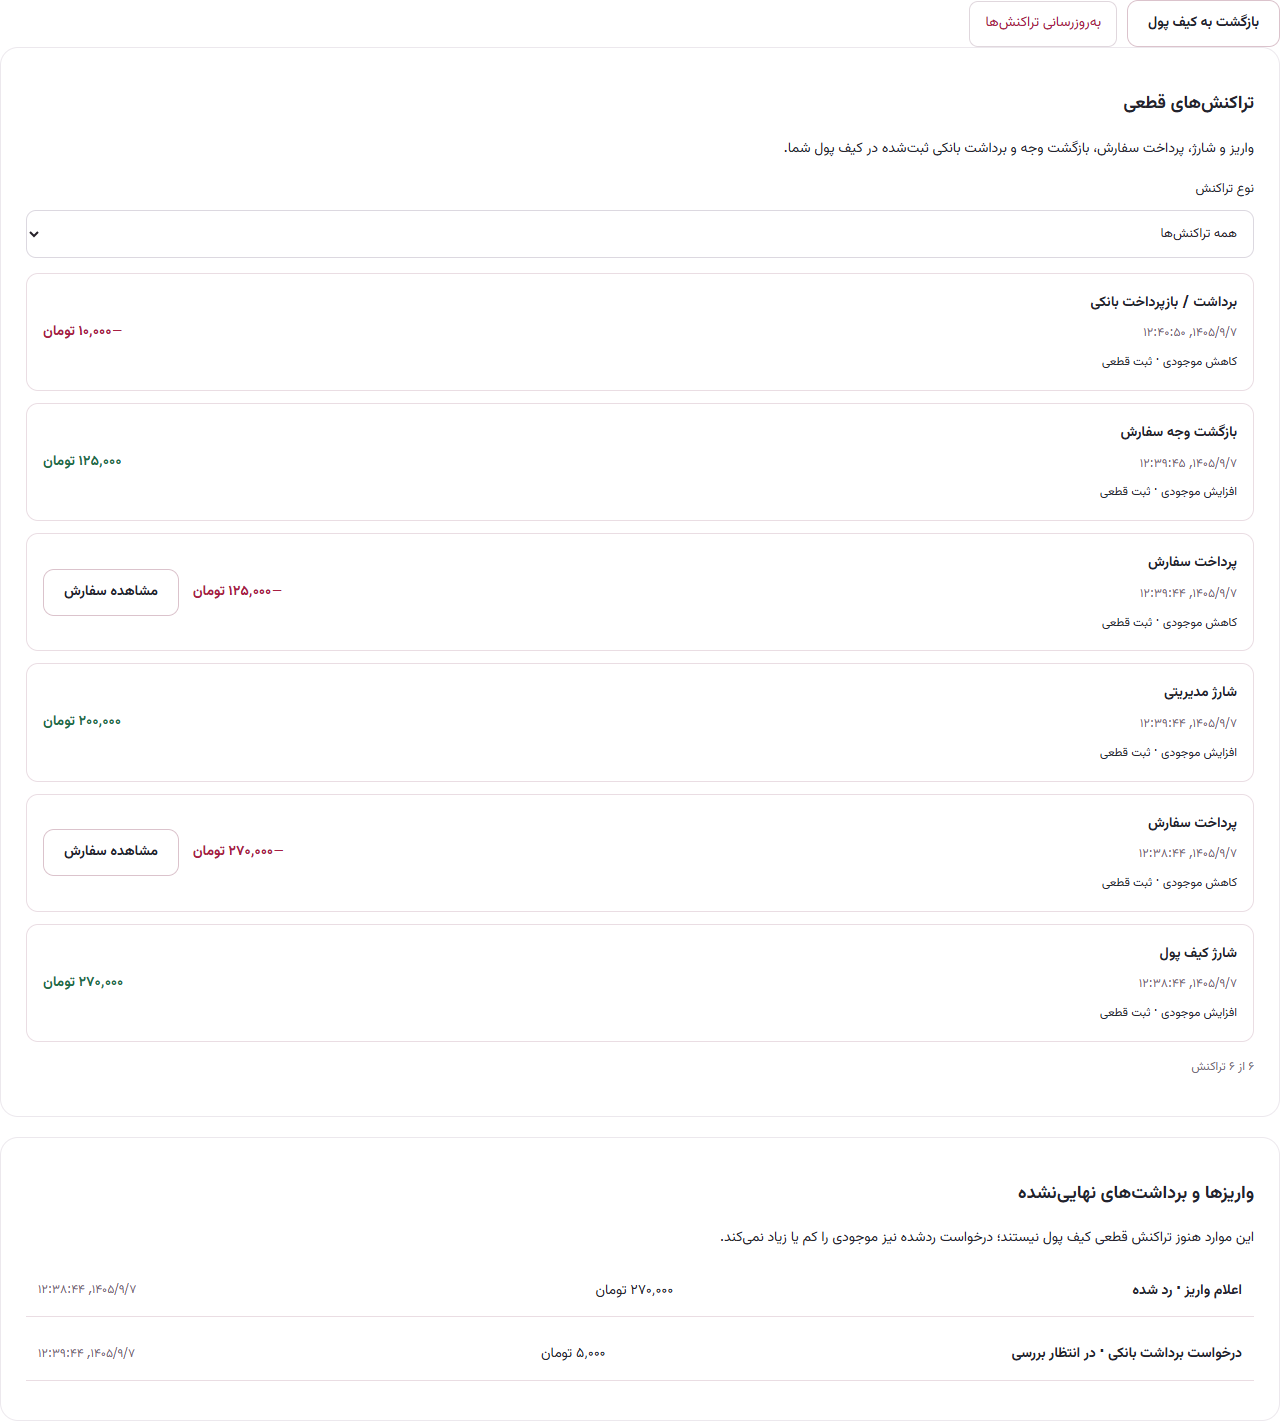 بازگشت به کیف پول
به‌روزرسانی تراکنش‌ها
تراکنش‌های قطعی
واریز و شارژ، پرداخت سفارش، بازگشت وجه و برداشت بانکی ثبت‌شده در کیف پول شما.
نوع تراکنش
همه تراکنش‌ها
برداشت / بازپرداخت بانکی
۱۴۰۵/۹/۷, ۱۲:۴۰:۵۰
کاهش موجودی · ثبت قطعی
−۱۰,۰۰۰ تومان
بازگشت وجه سفارش
۱۴۰۵/۹/۷, ۱۲:۳۹:۴۵
افزایش موجودی · ثبت قطعی
۱۲۵,۰۰۰ تومان
پرداخت سفارش
۱۴۰۵/۹/۷, ۱۲:۳۹:۴۴
کاهش موجودی · ثبت قطعی
−۱۲۵,۰۰۰ تومان
مشاهده سفارش
شارژ مدیریتی
۱۴۰۵/۹/۷, ۱۲:۳۹:۴۴
افزایش موجودی · ثبت قطعی
۲۰۰,۰۰۰ تومان
پرداخت سفارش
۱۴۰۵/۹/۷, ۱۲:۳۸:۴۴
کاهش موجودی · ثبت قطعی
−۲۷۰,۰۰۰ تومان
مشاهده سفارش
شارژ کیف پول
۱۴۰۵/۹/۷, ۱۲:۳۸:۴۴
افزایش موجودی · ثبت قطعی
۲۷۰,۰۰۰ تومان
۶ از ۶ تراکنش
واریزها و برداشت‌های نهایی‌نشده
این موارد هنوز تراکنش قطعی کیف پول نیستند؛ درخواست ردشده نیز موجودی را کم یا زیاد نمی‌کند.
اعلام واریز · رد شده
۲۷۰,۰۰۰ تومان
۱۴۰۵/۹/۷, ۱۲:۳۸:۴۴
درخواست برداشت بانکی · در انتظار بررسی
۵,۰۰۰ تومان
۱۴۰۵/۹/۷, ۱۲:۳۹:۴۴